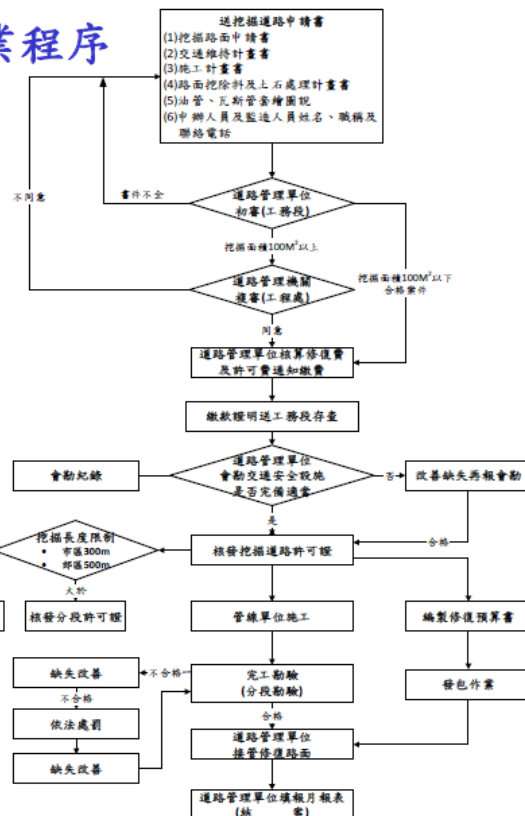 業程序
送挖掘道路申請書
(1)挖掘路面申請書
(2)交通維持計畫書
(3)施工計畫書
(4)路面挖除料及土石處理計畫書
(5)油管、瓦斯管套繪圖說
(6)申辦人員及監造人員姓名、職稱及
聯絡電話
不同意
書件不全
道路管理單位
初審(工務段)
挖掘面積100M²以上
挖掘面積100M²以下
合格案件
道路管理機關
複審(工程處)
同意
道路管理單位核算修復費
及許可費通知繳費
繳款證明送工務段存查
會勘紀錄
道路管理單位
會勘交通安全設施
是否完備適當
否
改善缺失再報會勘
是
合格
挖掘長度限制
• 市區300m
• 郊區500m
核發挖掘道路許可證
大於
核發分段許可證
管線單位施工
編製修復預算書
缺失改善
不合格
完工勘驗
(分段勘驗)
發包作業
不合格
合格
依法處罰
道路管理單位
接管修復路面
缺失改善
道路管理單位填報月報表
(結 案)